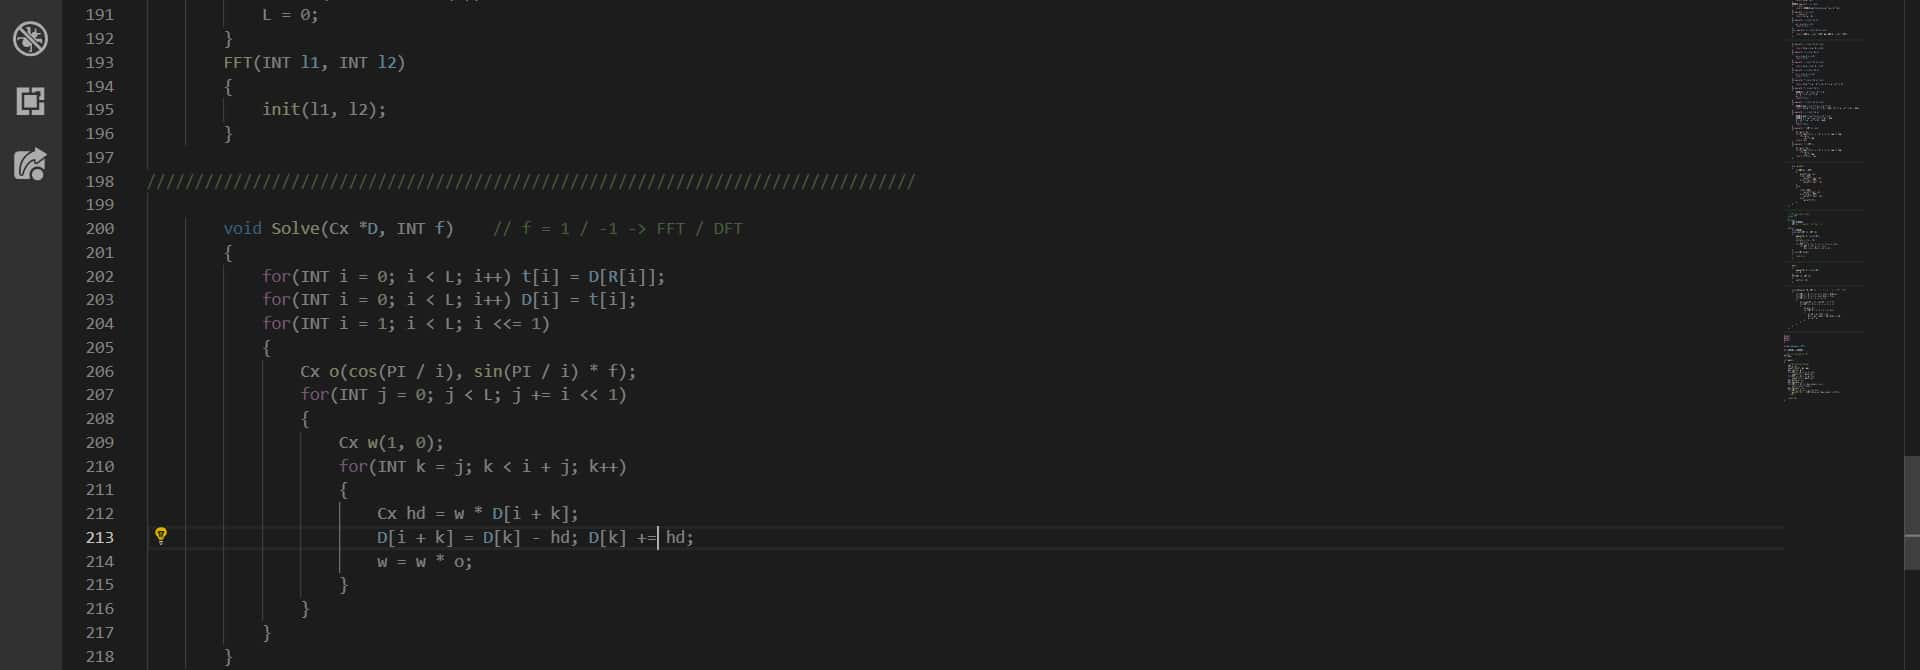 191 L = 0;
192 }
193 FFT(INT l1, INT l2)
194 {
195 init(l1, l2);
196 }
197
198 ////////////////////////////////////////////////////////////////////////////////
199
200 void Solve(Cx *D, INT f) // f = 1 / -1 -> FFT / DFT
201 {
202 for(INT i = 0; i < L; i++) t[i] = D[R[i]];
203 for(INT i = 0; i < L; i++) D[i] = t[i];
204 for(INT i = 1; i < L; i <<= 1)
205 {
206 Cx o(cos(PI / i), sin(PI / i) * f);
207 for(INT j = 0; j < L; j += i << 1)
208 {
209 Cx w(1, 0);
210 for(INT k = j; k < i + j; k++)
211 {
212 Cx hd = w * D[i + k];
213 D[i + k] = D[k] - hd; D[k] += hd;
214 w = w * o;
215 }
216 }
217 }
218 }